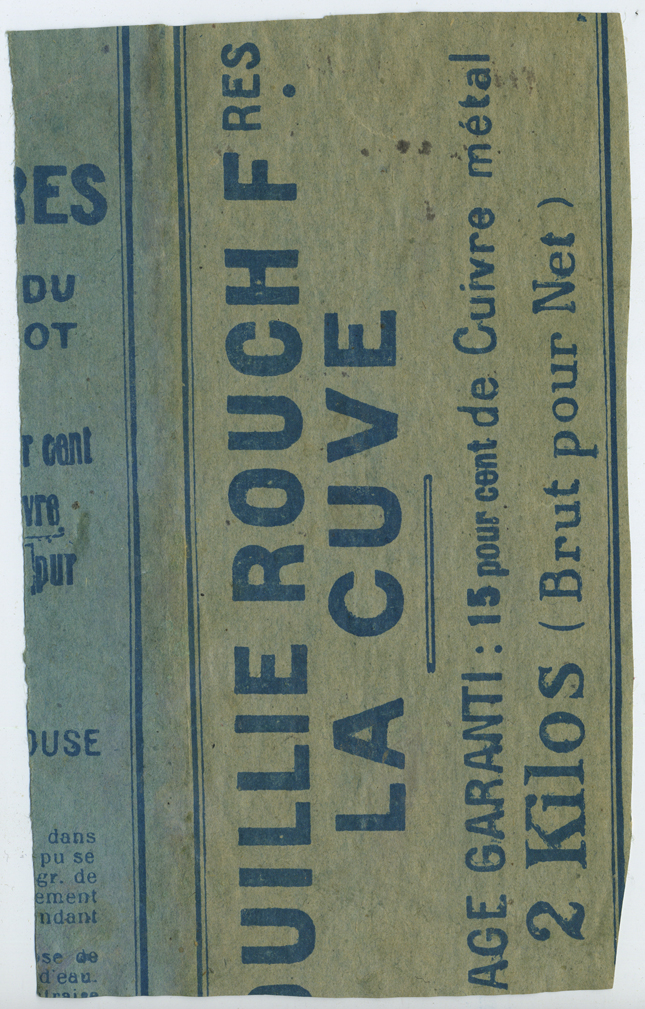 RES
DU
OT
r cent
vre
pur
OUSE
dans
pu se
gr. de
ement
ndant
se de
d'eau.
traise
OUILLIE ROUCH FRES
LA CUVE
AGE GARANTI : 15 pour cent de Cuivre métal
2 Kilos (Brut pour Net)